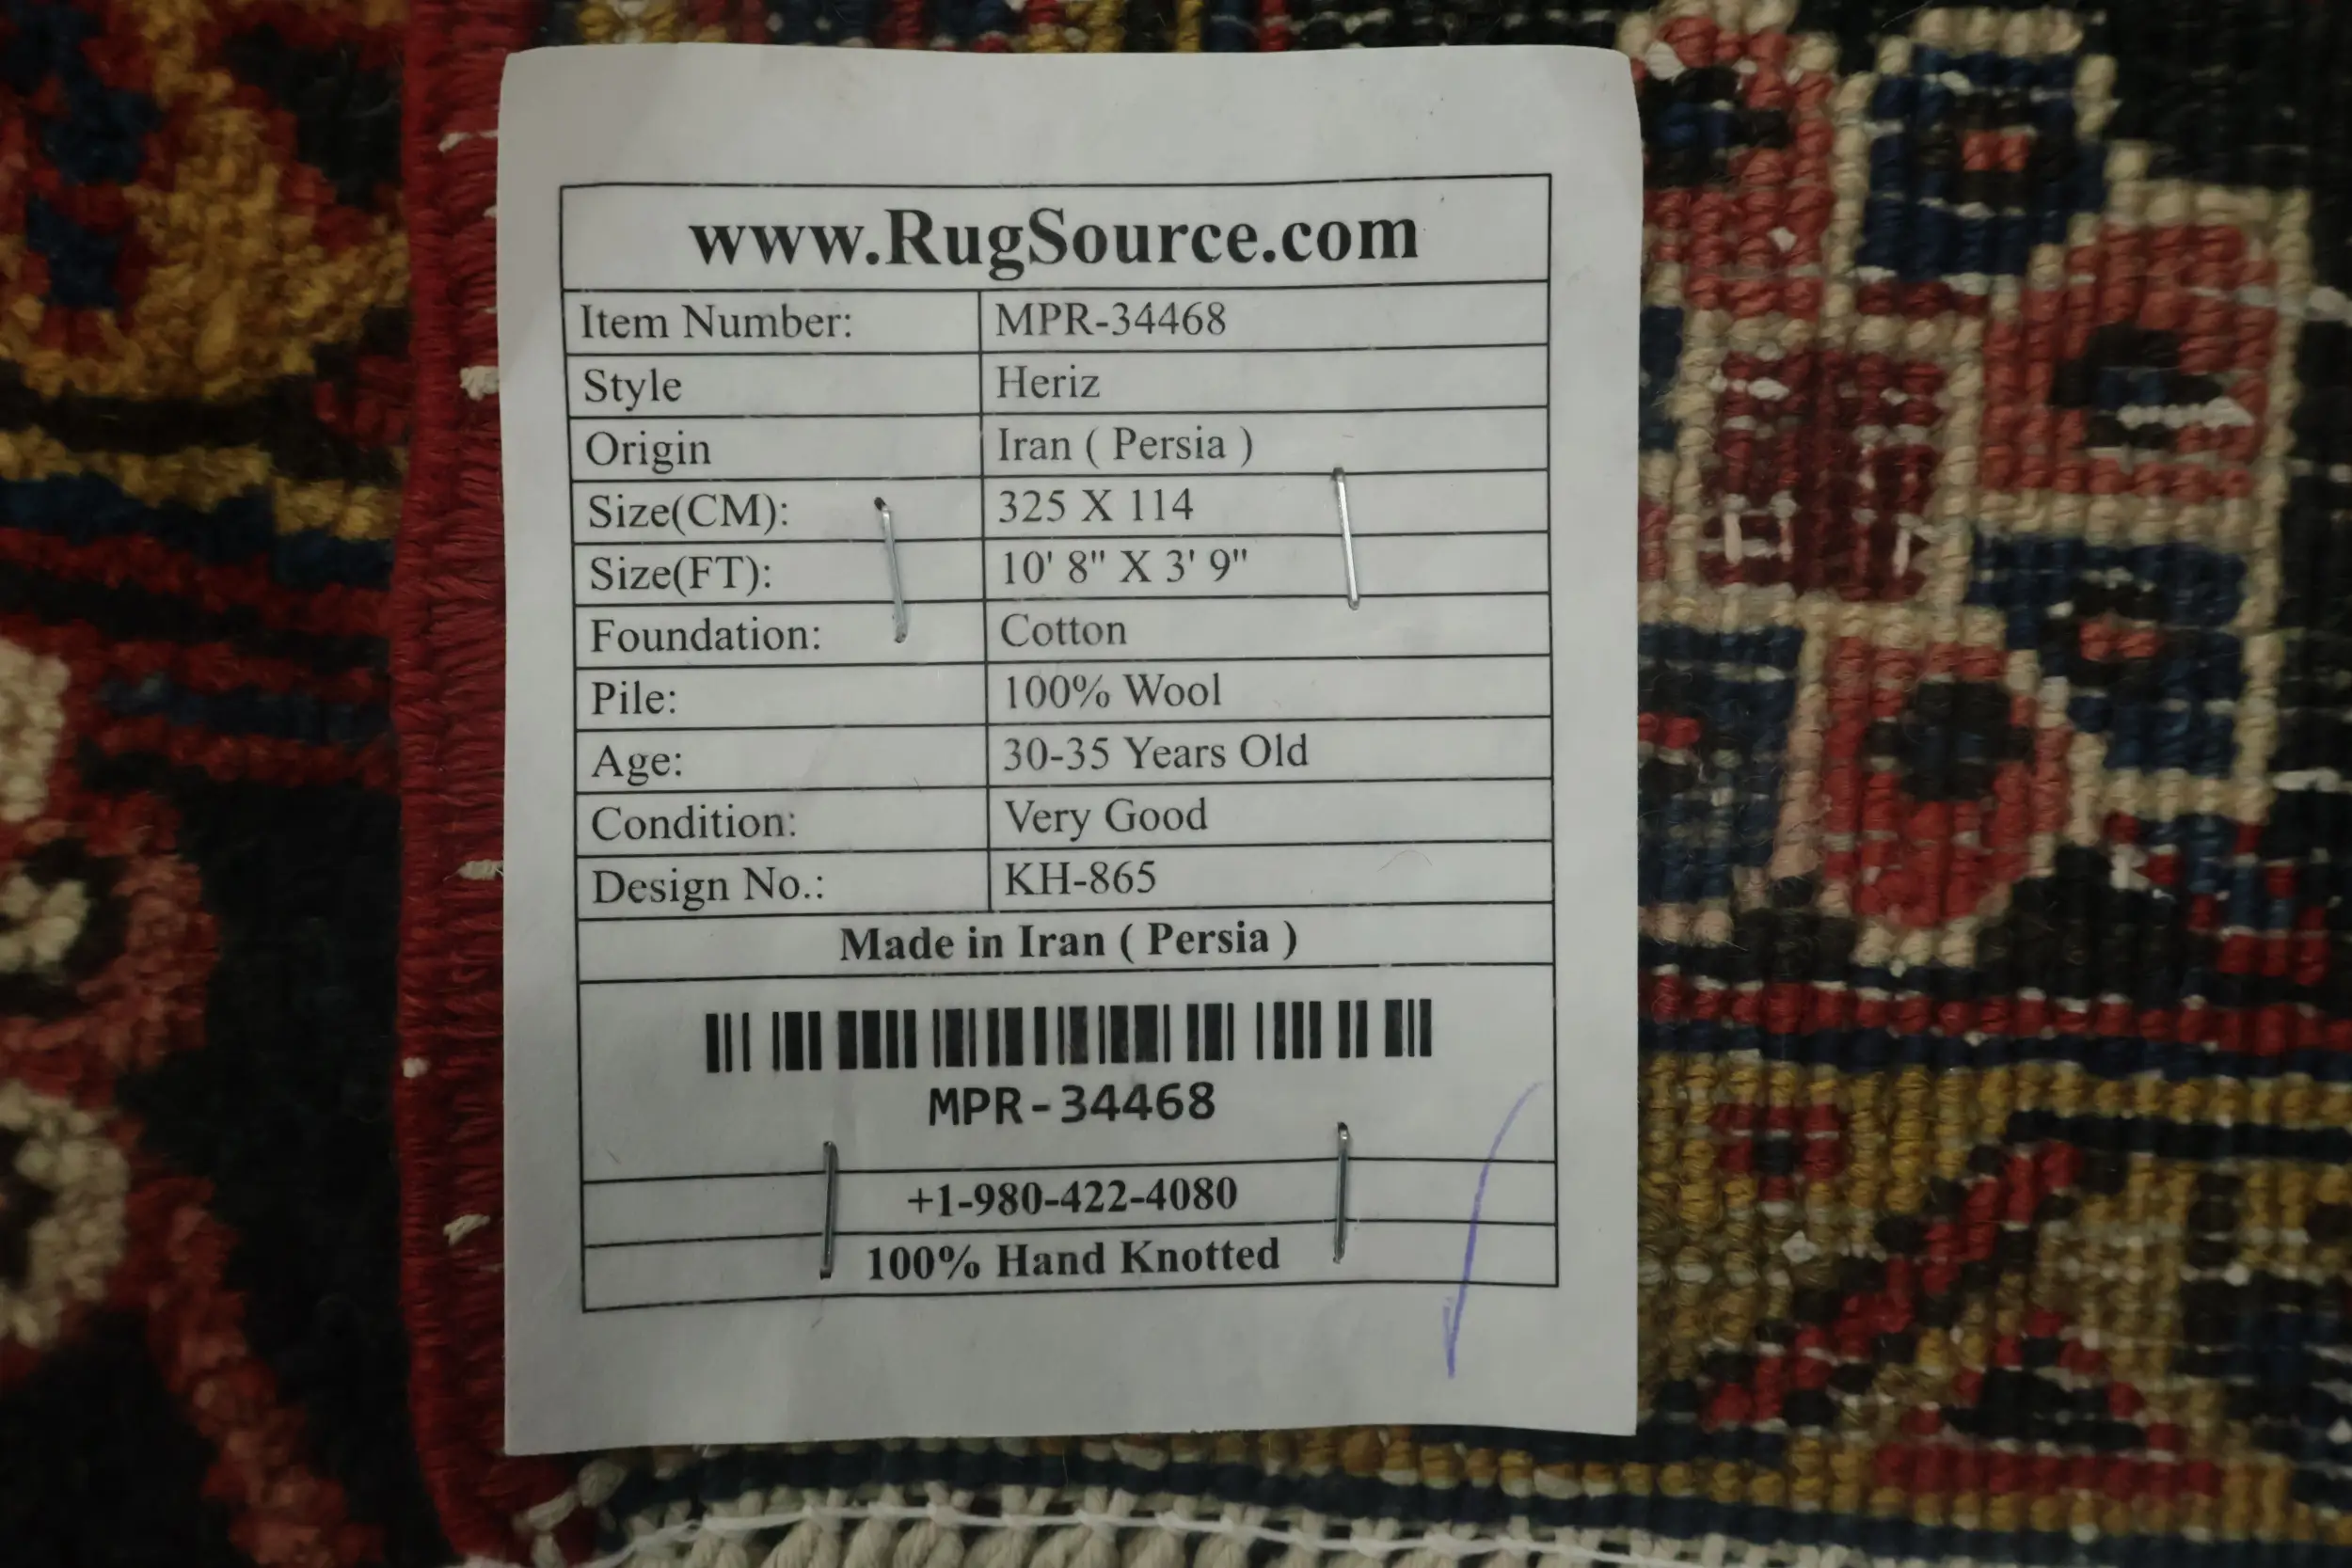 www.RugSource.com
Item Number: MPR-34468
Style Heriz
Origin Iran ( Persia )
Size(CM): 325 X 114
Size(FT): 10' 8" X 3' 9"
Foundation: Cotton
Pile: 100% Wool
Age: 30-35 Years Old
Condition: Very Good
Design No.: KH-865
Made in Iran ( Persia )
MPR-34468
+1-980-422-4080
100% Hand Knotted